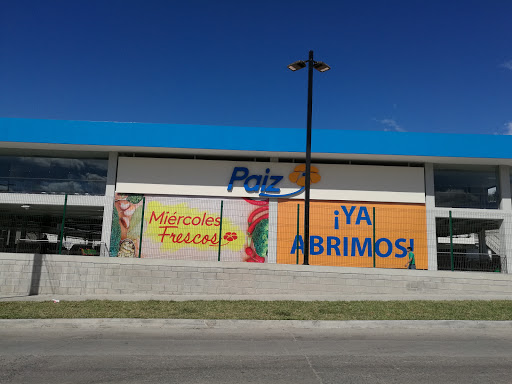 Paiz
Miércoles
Frescos
¡YA
ABRIMOS!